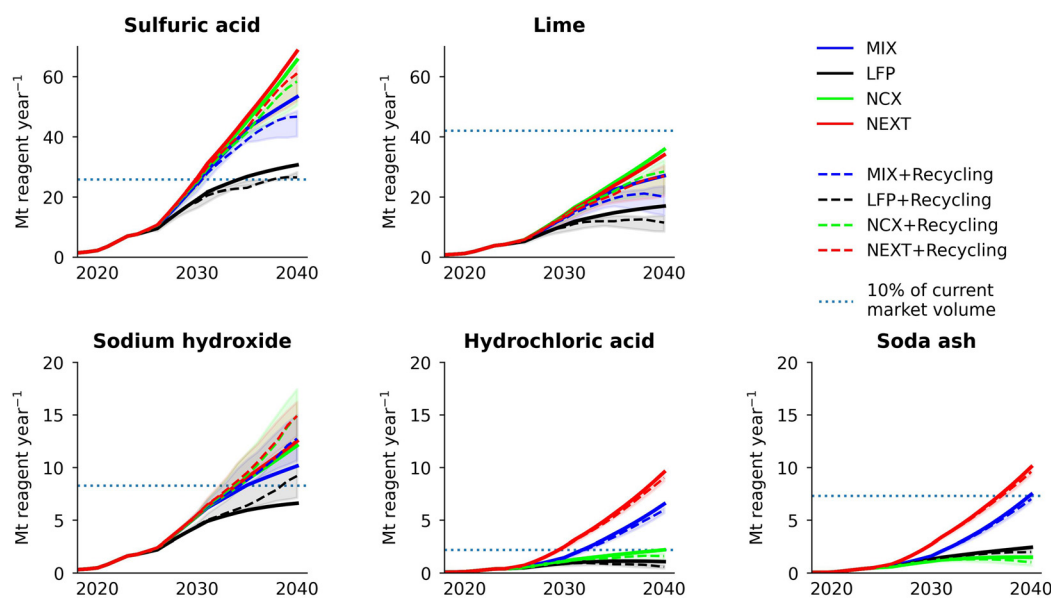 Sulfuric acid
Mt reagent year⁻¹
60
40
20
0
2020
2030
2040
Lime
Mt reagent year⁻¹
60
40
20
0
2020
2030
2040
MIX
LFP
NCX
NEXT
MIX+Recycling
LFP+Recycling
NCX+Recycling
NEXT+Recycling
10% of current
market volume
Sodium hydroxide
Mt reagent year⁻¹
20
15
10
5
0
2020
2030
2040
Hydrochloric acid
Mt reagent year⁻¹
20
15
10
5
0
2020
2030
2040
Soda ash
Mt reagent year⁻¹
20
15
10
5
0
2020
2030
2040